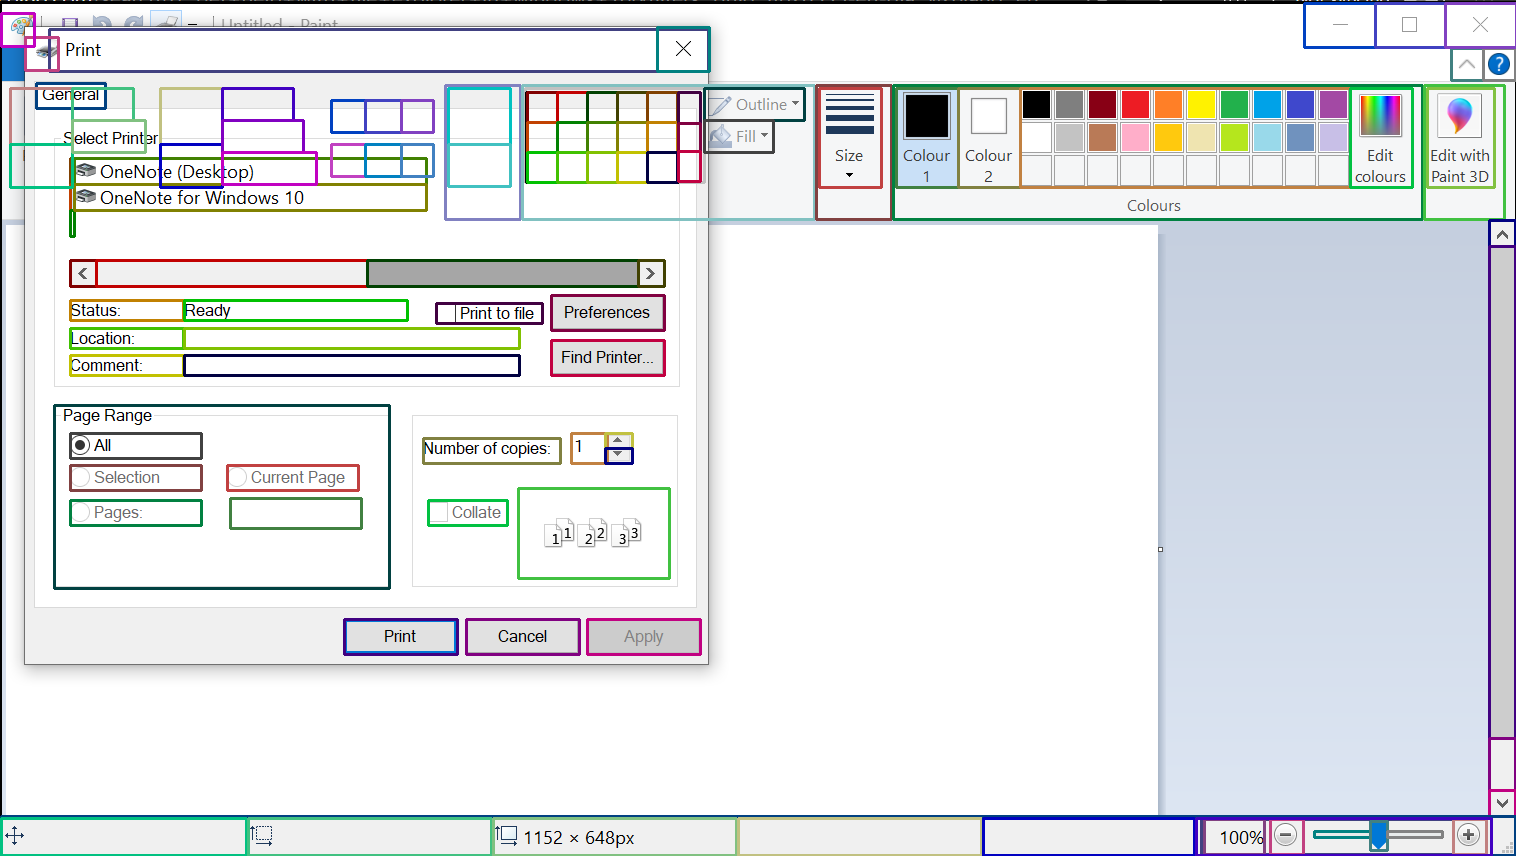 Untitled - Paint
Print
General
Select Printer
OneNote (Desktop)
OneNote for Windows 10
Status:
Ready
Print to file
Preferences
Location:
Find Printer...
Comment:
Page Range
All
Selection
Current Page
Pages:
Number of copies:
1
Collate
1 1 2 2 3 3
Print
Cancel
Apply
Outline
Fill
Size
Colour
1
Colour
2
Edit
colours
Edit with
Paint 3D
Colours
1152 × 648px
100%